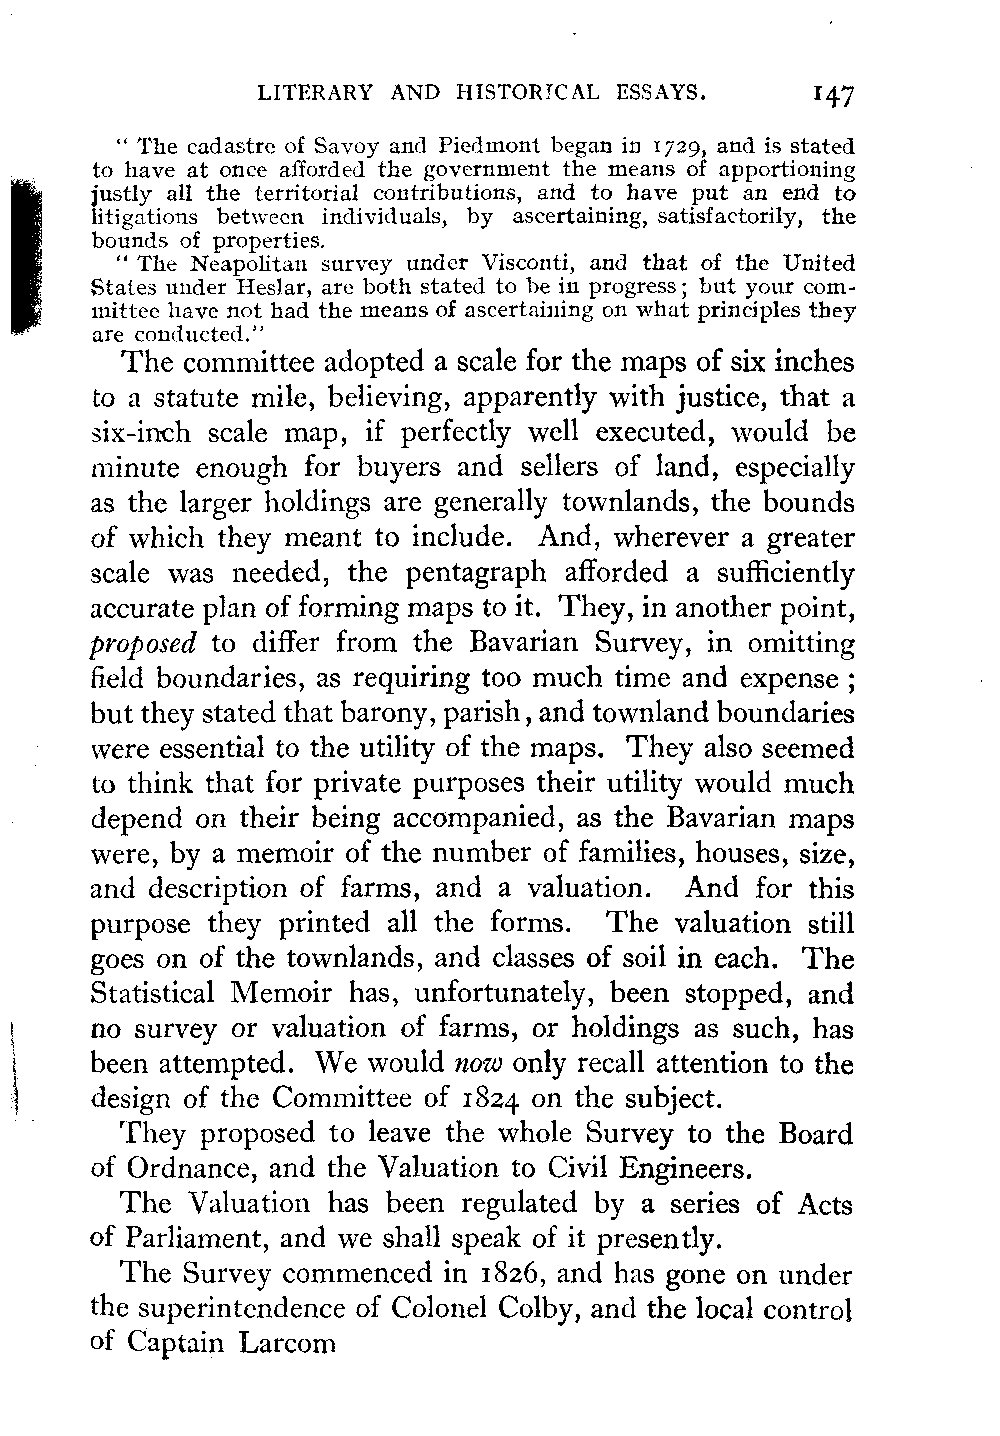 LITERARY AND HISTORICAL ESSAYS. 147
“ The cadastre of Savoy and Piedmont began in 1729, and is stated
to have at once afforded the government the means of apportioning
justly all the territorial contributions, and to have put an end to
litigations between individuals, by ascertaining, satisfactorily, the
bounds of properties.
“ The Neapolitan survey under Visconti, and that of the United
States under Heslar, are both stated to be in progress; but your com-
mittee have not had the means of ascertaining on what principles they
are conducted.”
The committee adopted a scale for the maps of six inches
to a statute mile, believing, apparently with justice, that a
six-inch scale map, if perfectly well executed, would be
minute enough for buyers and sellers of land, especially
as the larger holdings are generally townlands, the bounds
of which they meant to include. And, wherever a greater
scale was needed, the pentagraph afforded a sufficiently
accurate plan of forming maps to it. They, in another point,
proposed to differ from the Bavarian Survey, in omitting
field boundaries, as requiring too much time and expense ;
but they stated that barony, parish, and townland boundaries
were essential to the utility of the maps. They also seemed
to think that for private purposes their utility would much
depend on their being accompanied, as the Bavarian maps
were, by a memoir of the number of families, houses, size,
and description of farms, and a valuation. And for this
purpose they printed all the forms. The valuation still
goes on of the townlands, and classes of soil in each. The
Statistical Memoir has, unfortunately, been stopped, and
no survey or valuation of farms, or holdings as such, has
been attempted. We would now only recall attention to the
design of the Committee of 1824 on the subject.
They proposed to leave the whole Survey to the Board
of Ordnance, and the Valuation to Civil Engineers.
The Valuation has been regulated by a series of Acts
of Parliament, and we shall speak of it presently.
The Survey commenced in 1826, and has gone on under
the superintendence of Colonel Colby, and the local control
of Captain Larcom